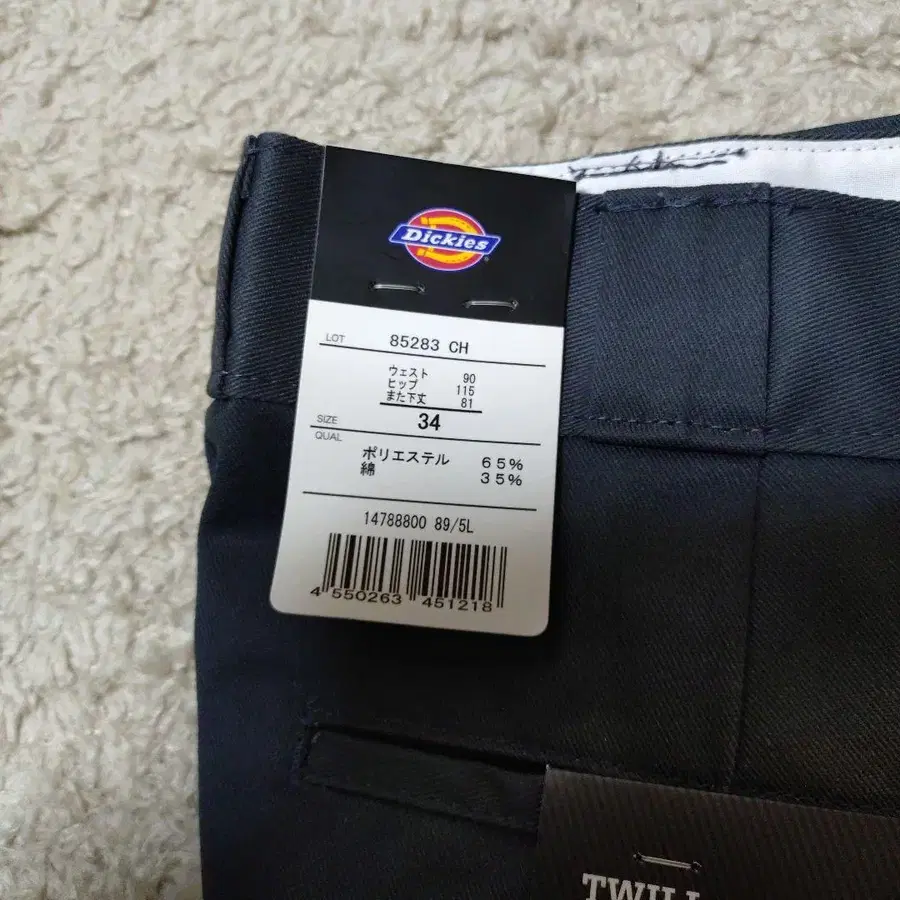 Dickies
LOT 85283 CH
ウェスト 90
ヒップ 115
また下丈 81
SIZE 34
QUAL
ポリエステル 65%
綿 35%
14788800 89/5L
4 550263 451218
TWILL